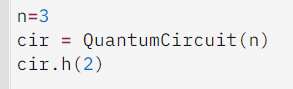 n=3
cir = QuantumCircuit(n)
cir.h(2)